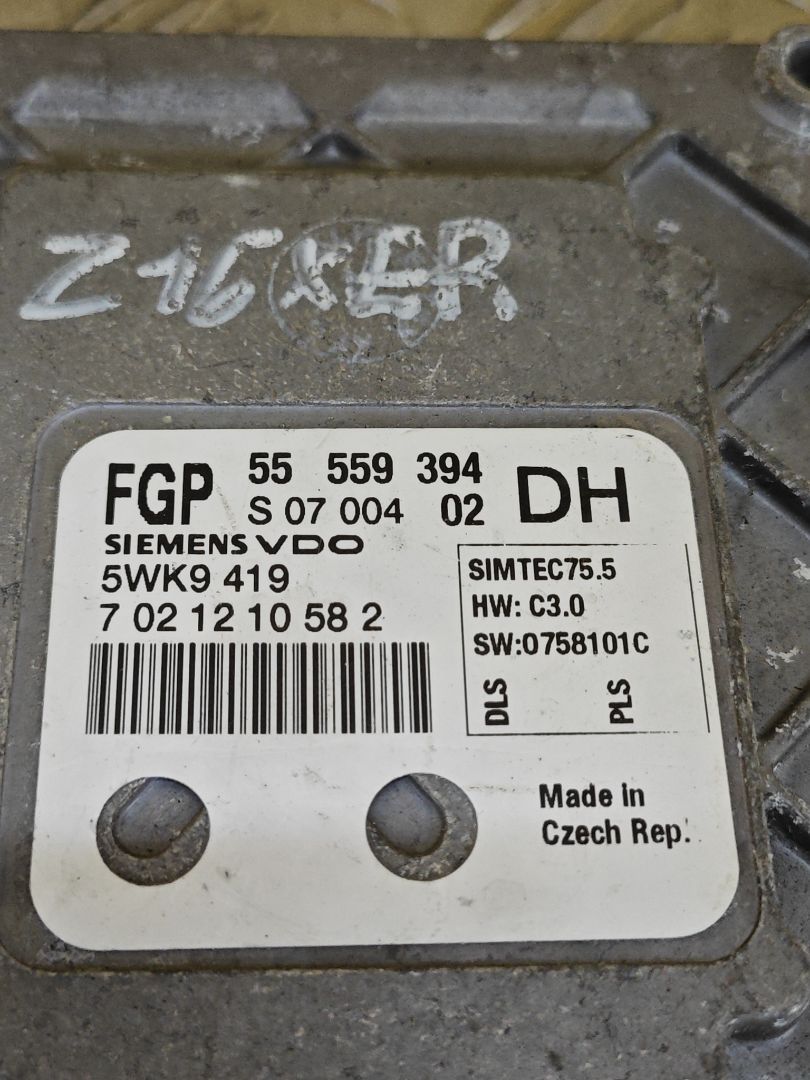 Z16XER
FGP 55 559 394 DH
S 07 004 02
SIEMENS VDO
5WK9 419
7 02 12 10 58 2
SIMTEC75.5
HW: C3.0
SW:0758101C
DLS PLS
Made in
Czech Rep.